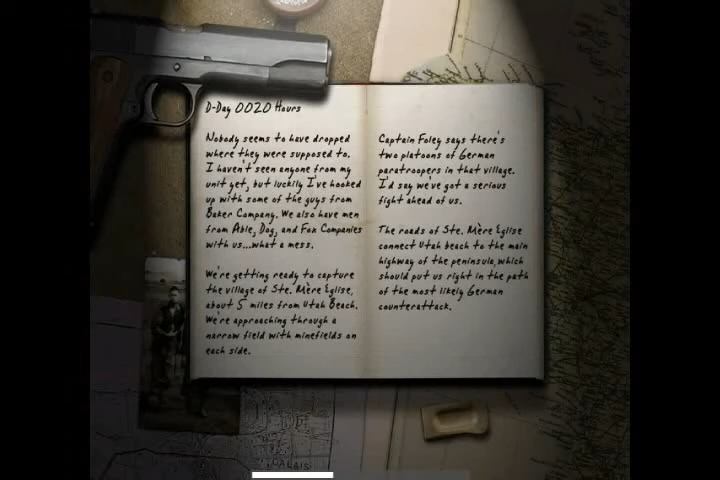 D-Day 0020 Hours
Nobody seems to have dropped
where they were supposed to.
I haven't seen anyone from my
unit yet, but luckily I've hooked
up with some of the guys from
Baker Company. We also have men
from Able, Dog, and Fox Companies
with us...what a mess.
We're getting ready to capture
the village of Ste. Mère Eglise,
about 5 miles from Utah Beach.
We're approaching through a
narrow field with minefields on
each side.
Captain Foley says there's
two platoons of German
paratroopers in that village.
I'd say we've got a serious
fight ahead of us.
The roads of Ste. Mère Eglise
connect Utah beach to the main
highway of the peninsula, which
should put us right in the path
of the most likely German
counterattack.
CALAIS